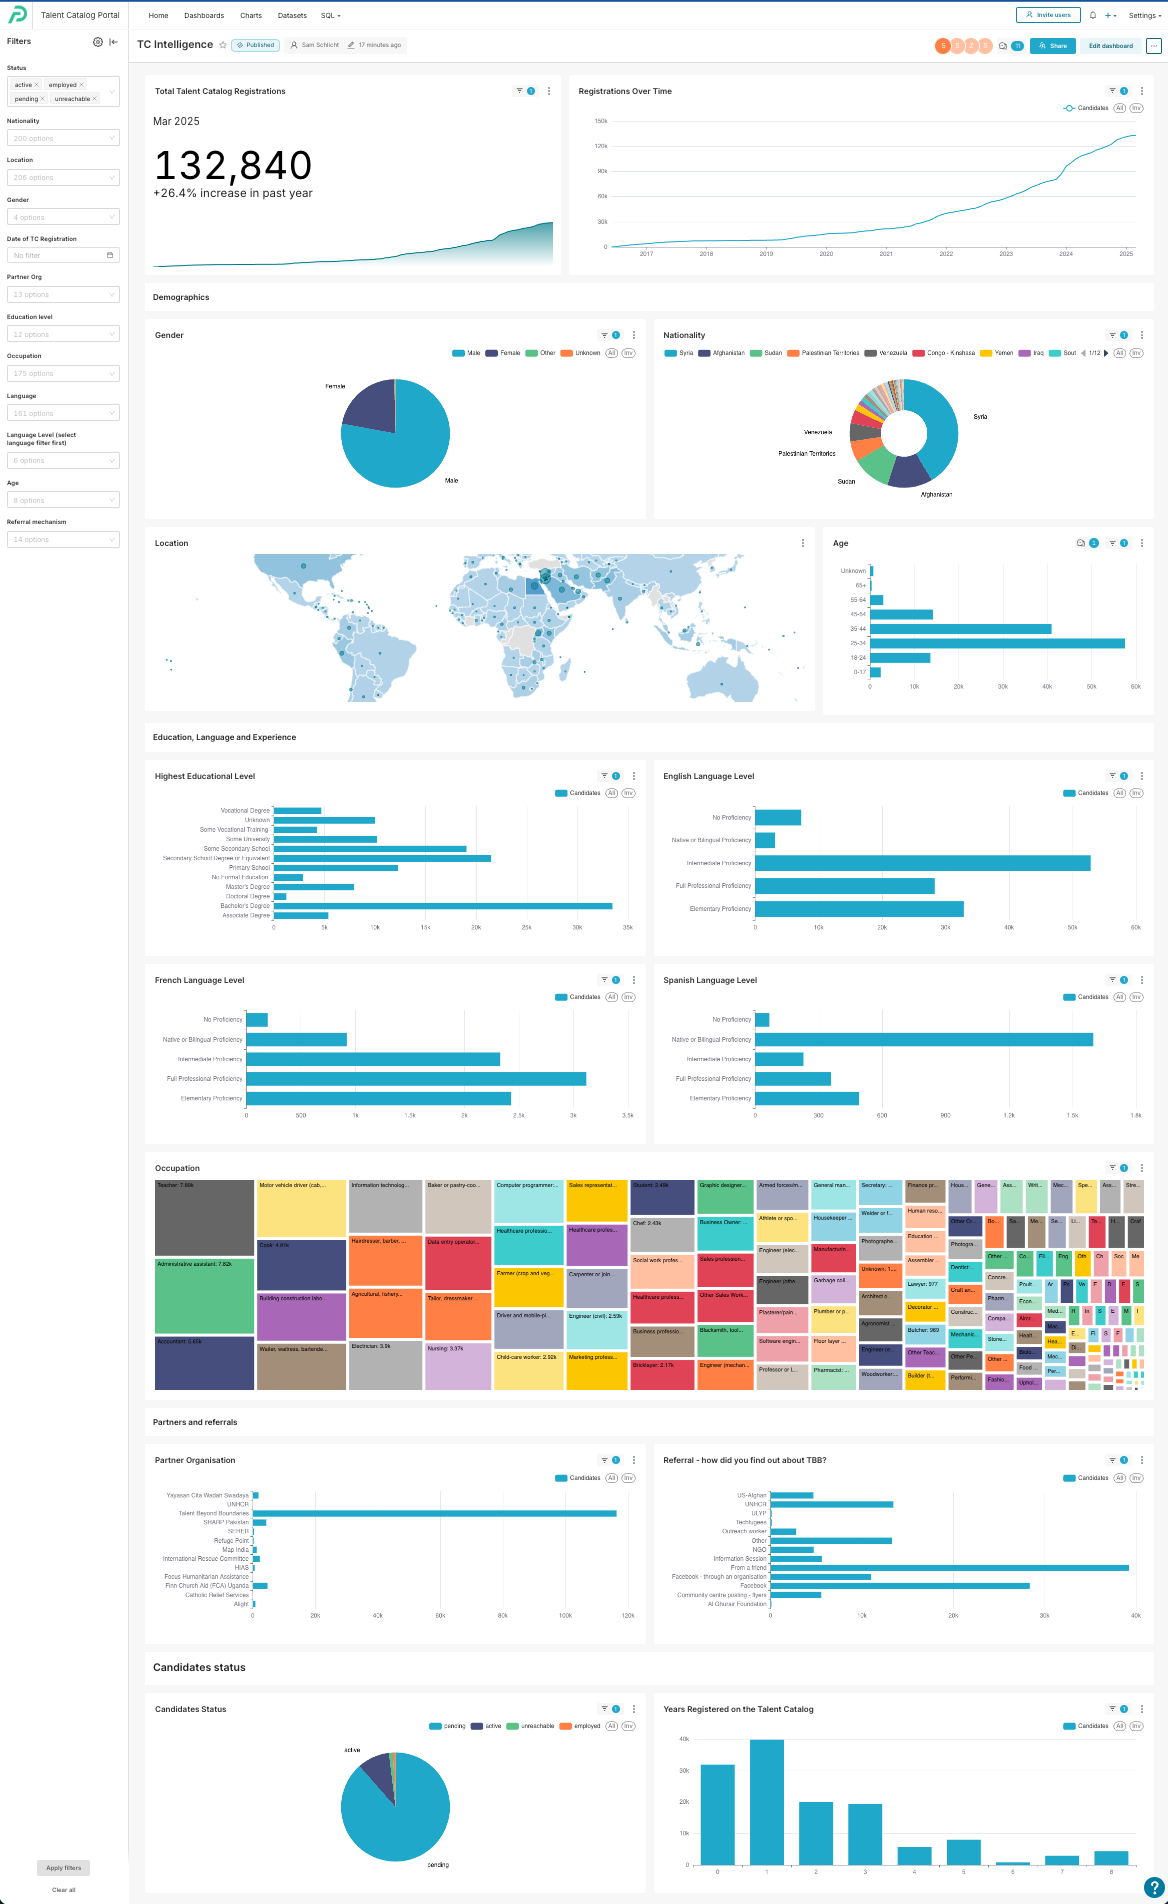 Talent Catalog Portal
Home Dashboards Charts Datasets SQL
Invite users
Settings
Filters
TC Intelligence
Published
Sam Schlicht
17 minutes ago
S S Z S
11
Share
Edit dashboard
Status
active
employed
pending
unreachable
Nationality
200 options
Location
206 options
Gender
4 options
Date of TC Registration
No filter
Partner Org
13 options
Education level
12 options
Occupation
175 options
Language
161 options
Language Level (select
language filter first)
6 options
Age
8 options
Referral mechanism
14 options
Apply filters
Clear all
Total Talent Catalog Registrations
1
Mar 2025
132,840
+26.4% increase in past year
Registrations Over Time
1
Candidates All Inv
150k
120k
90k
60k
30k
0
2017 2018 2019 2020 2021 2022 2023 2024 2025
Demographics
Gender
1
Male Female Other Unknown All Inv
Female
Male
Nationality
1
Syria Afghanistan Sudan Palestinian Territories Venezuela Congo - Kinshasa Yemen Iraq Sout 1/12 All Inv
Syria
Venezuela
Palestinian Territories
Sudan
Afghanistan
Location
Age
1 1
Unknown
65+
55-64
45-54
35-44
25-34
18-24
0-17
0 10k 20k 30k 40k 50k 60k
Education, Language and Experience
Highest Educational Level
1
Candidates All Inv
Vocational Degree
Unknown
Some Vocational Training
Some University
Some Secondary School
Secondary School Degree or Equivalent
Primary School
No Formal Education
Master's Degree
Doctoral Degree
Bachelor's Degree
Associate Degree
0 5k 10k 15k 20k 25k 30k 35k
English Language Level
1
Candidates All Inv
No Proficiency
Native or Bilingual Proficiency
Intermediate Proficiency
Full Professional Proficiency
Elementary Proficiency
0 10k 20k 30k 40k 50k 60k
French Language Level
1
Candidates All Inv
No Proficiency
Native or Bilingual Proficiency
Intermediate Proficiency
Full Professional Proficiency
Elementary Proficiency
0 500 1k 1.5k 2k 2.5k 3k 3.5k
Spanish Language Level
1
Candidates All Inv
No Proficiency
Native or Bilingual Proficiency
Intermediate Proficiency
Full Professional Proficiency
Elementary Proficiency
0 300 600 900 1.2k 1.5k 1.8k
Occupation
1
Administrative assistant: 7.82k
Motor vehicle driver (cab,...
Building construction labo...
Waiter, waitress, bartende...
Information technolog...
Hairdresser, barber, ...
Agricultural, fishery...
Electrician: 3.9k
Baker or pastry-coo...
Data entry operator...
Tailor, dressmaker ...
Nursing: 3.37k
Computer programmer:...
Healthcare professio...
Farmer (crop and veg...
Driver and mobile-pl...
Child-care worker: 2.92k
Sales representat...
Healthcare profes...
Carpenter or join...
Engineer (civil): 2.59k
Marketing profess...
Chef: 2.43k
Social work profes...
Healthcare profess...
Business professio...
Bricklayer: 2.17k
Graphic designer...
Business Owner: ...
Sales profession...
Other Sales Work...
Blacksmith, tool...
Engineer (mechan...
Armed forces/m...
Athlete or spo...
Engineer (elec...
Engineer (othe...
Plasterer/pain...
Software engin...
Professor or L...
General man...
Housekeeper ...
Manufacturin...
Garbage coll...
Plumber or p...
Floor layer ...
Pharmacist: ...
Secretary: ...
Welder or f...
Photographe...
Unknown: 1....
Architect o...
Agronomist ...
Engineer (e...
Woodworker:...
Finance pr...
Human reso...
Education ...
Assembler ...
Lawyer: 977
Decorator ...
Butcher: 969
Other Teac...
Builder (t...
Partners and referrals
Partner Organisation
1
Candidates All Inv
Yayasan Cita Wadah Swadaya
UNHCR
Talent Beyond Boundaries
SHARP Pakistan
SEHER
Refuge Point
Map India
International Rescue Committee
HIAS
Focus Humanitarian Assistance
Finn Church Aid (FCA) Uganda
Catholic Relief Services
Alight
0 20k 40k 60k 80k 100k 120k
Referral - how did you find out about TBB?
1
Candidates All Inv
US-Afghan
UNHCR
ULYP
Techfugees
Outreach worker
Other
NGO
Information Session
From a friend
Facebook - through an organisation
Facebook
Community centre posting - flyers
Al Ghurair Foundation
0 10k 20k 30k 40k
Candidates status
Candidates Status
1
pending active unreachable employed All Inv
active
pending
Years Registered on the Talent Catalog
1
Candidates All Inv
40k
30k
20k
10k
0
0 1 2 3 4 5 6 7 8
?